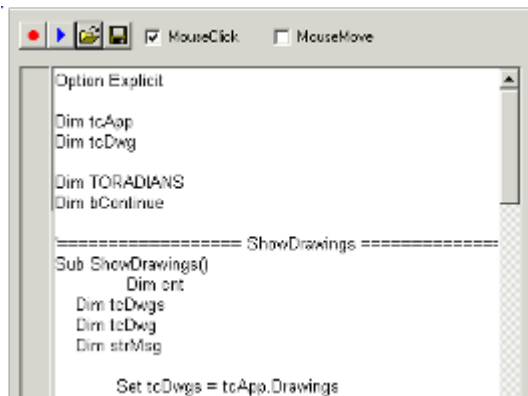 MouseClick MouseMove
Option Explicit
Dim tcApp
Dim tcDwg
Dim TORADIANS
Dim bContinue
'================== ShowDrawings ==============
Sub ShowDrawings()
Dim cnt
Dim tcDwgs
Dim tcDwg
Dim strMsg
Set tcDwgs = tcApp.Drawings